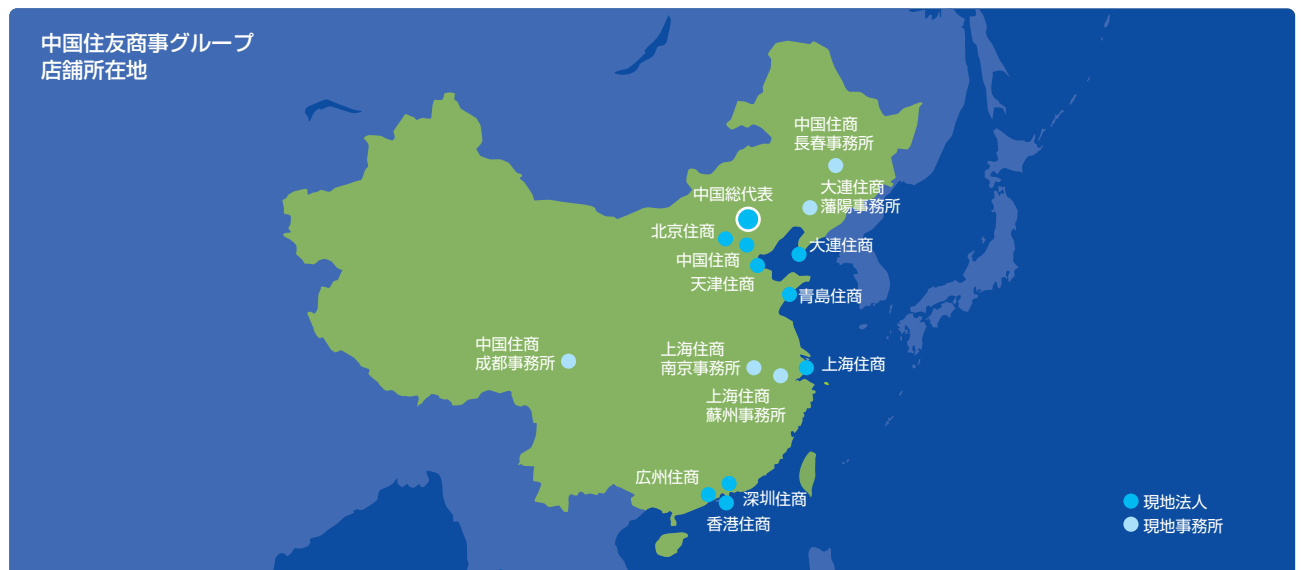 中国住友商事グループ
店舗所在地
中国住商
長春事務所
大連住商
藩陽事務所
中国総代表
北京住商
中国住商
天津住商
大連住商
青島住商
中国住商
成都事務所
上海住商
南京事務所
上海住商
上海住商
蘇州事務所
広州住商
深圳住商
香港住商
現地法人
現地事務所